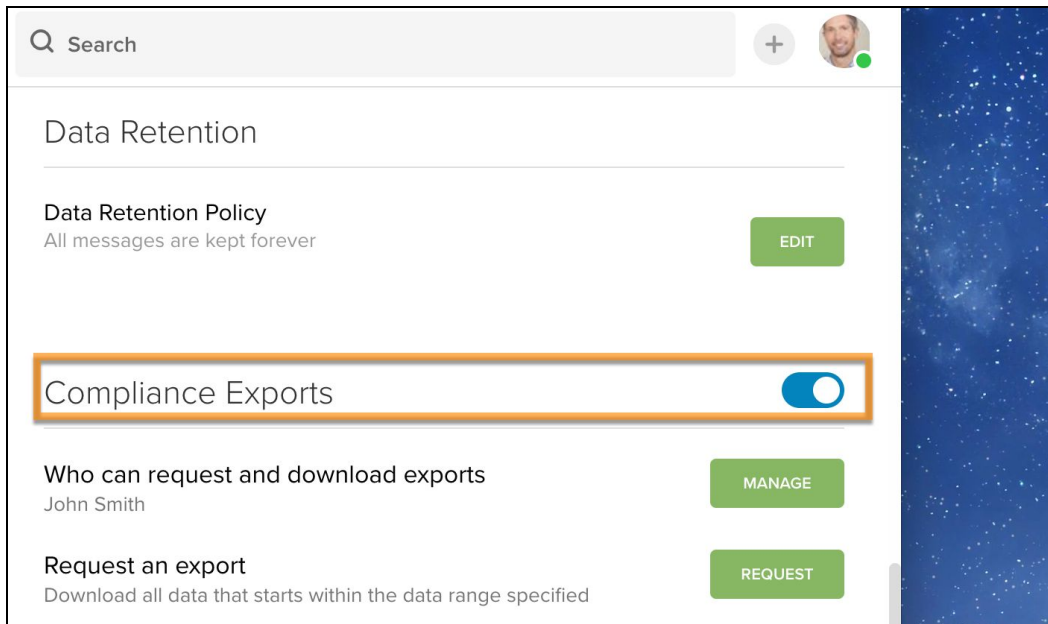 Search
+
Data Retention
Data Retention Policy
All messages are kept forever
EDIT
Compliance Exports
Who can request and download exports
John Smith
MANAGE
Request an export
Download all data that starts within the data range specified
REQUEST